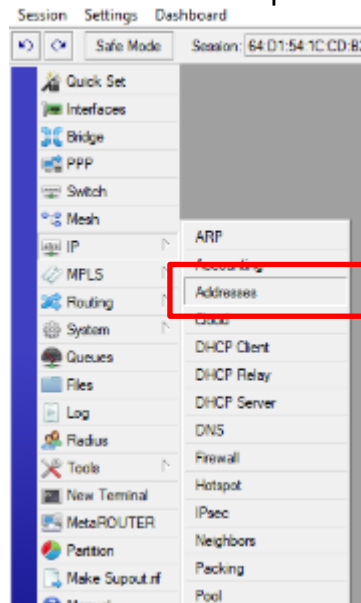 Session Settings Dashboard
Safe Mode Session: 64:D1:54:1C:CD:B
Quick Set
Interfaces
Bridge
PPP
Switch
Mesh
IP
MPLS
Routing
System
Queues
Files
Log
Radius
Tools
New Terminal
MetaROUTER
Partition
Make Supout.rif
Manual
ARP
Accounting
Addresses
Cloud
DHCP Client
DHCP Relay
DHCP Server
DNS
Firewall
Hotspot
IPsec
Neighbors
Packing
Pool